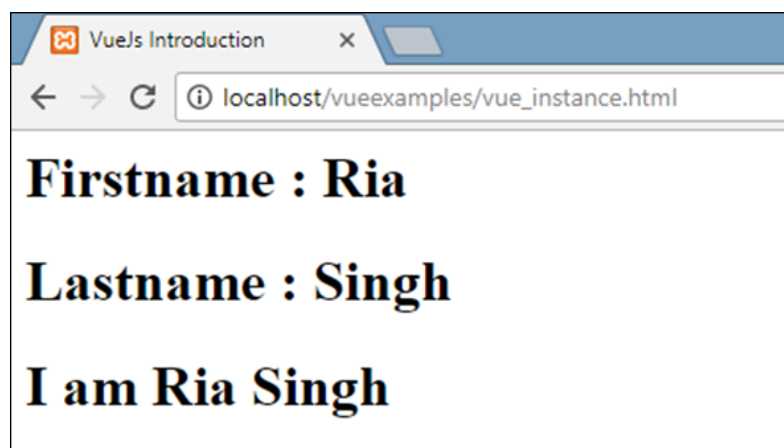 VueJs Introduction
localhost/vueexamples/vue_instance.html
Firstname : Ria
Lastname : Singh
I am Ria Singh